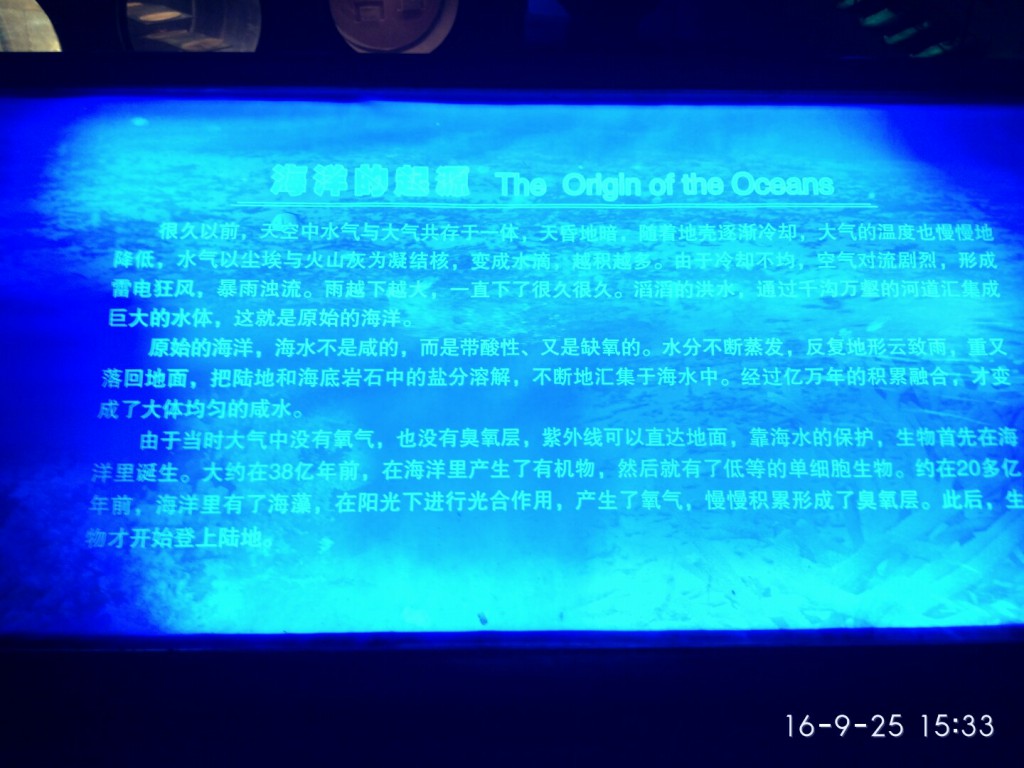 海洋的起源 The Origin of the Oceans
很久以前，天空中水气与大气共存于一体，天昏地暗，随着地壳逐渐冷却，大气的温度也慢慢地
降低，水气以尘埃与火山灰为凝结核，变成水滴，越积越多。由于冷却不均，空气对流剧烈，形成
雷电狂风，暴雨浊流。雨越下越大，一直下了很久很久。滔滔的洪水，通过千沟万壑的河道汇集成
巨大的水体，这就是原始的海洋。
原始的海洋，海水不是咸的，而是带酸性、又是缺氧的。水分不断蒸发，反复地形云致雨，重又
落回地面，把陆地和海底岩石中的盐分溶解，不断地汇集于海水中。经过亿万年的积累融合，才变
成了大体均匀的咸水。
由于当时大气中没有氧气，也没有臭氧层，紫外线可以直达地面，靠海水的保护，生物首先在海
洋里诞生。大约在38亿年前，在海洋里产生了有机物，然后就有了低等的单细胞生物。约在20多亿
年前，海洋里有了海藻，在阳光下进行光合作用，产生了氧气，慢慢积累形成了臭氧层。此后，生
物才开始登上陆地。
16-9-25 15:33